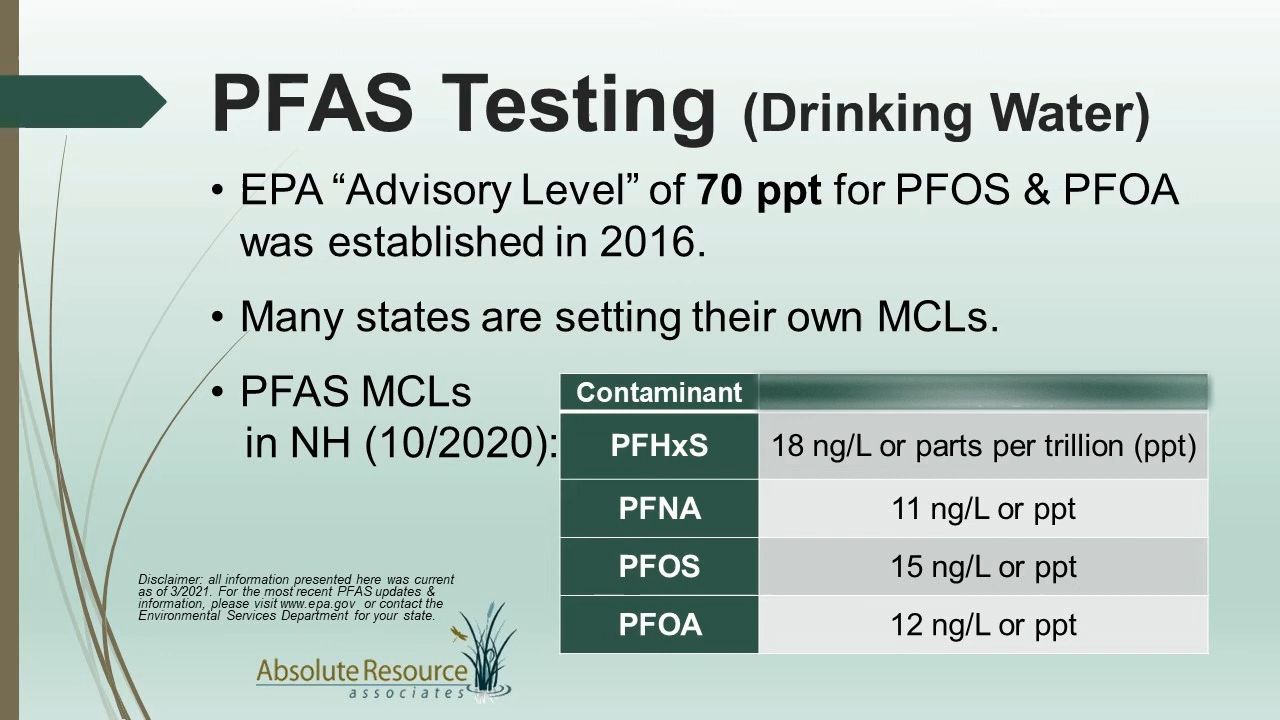 PFAS Testing (Drinking Water)
• EPA “Advisory Level” of 70 ppt for PFOS & PFOA
was established in 2016.
• Many states are setting their own MCLs.
• PFAS MCLs
in NH (10/2020):
Contaminant
PFHxS 18 ng/L or parts per trillion (ppt)
PFNA 11 ng/L or ppt
PFOS 15 ng/L or ppt
PFOA 12 ng/L or ppt
Disclaimer: all information presented here was current
as of 3/2021. For the most recent PFAS updates &
information, please visit www.epa.gov or contact the
Environmental Services Department for your state.
Absolute Resource
associates